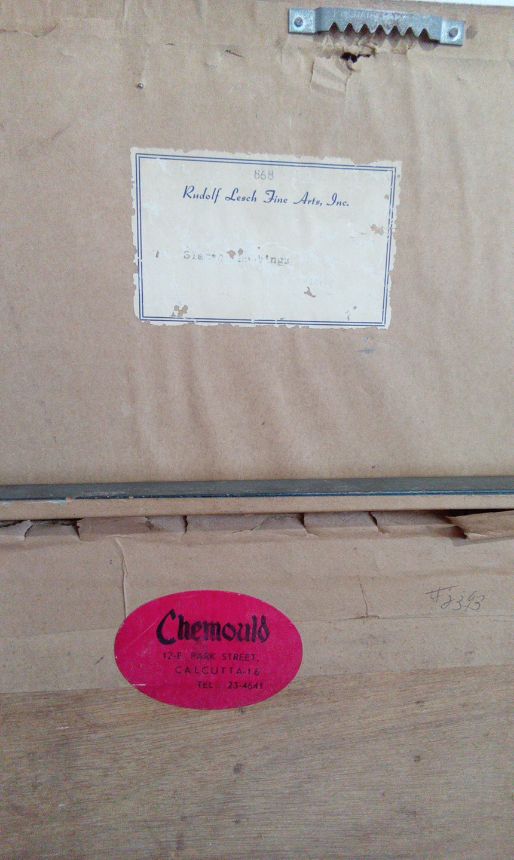 868
Rudolf Lesch Fine Arts, Inc.
Chemould
12-F, PARK STREET,
CALCUTTA-16
TEL 23-4641